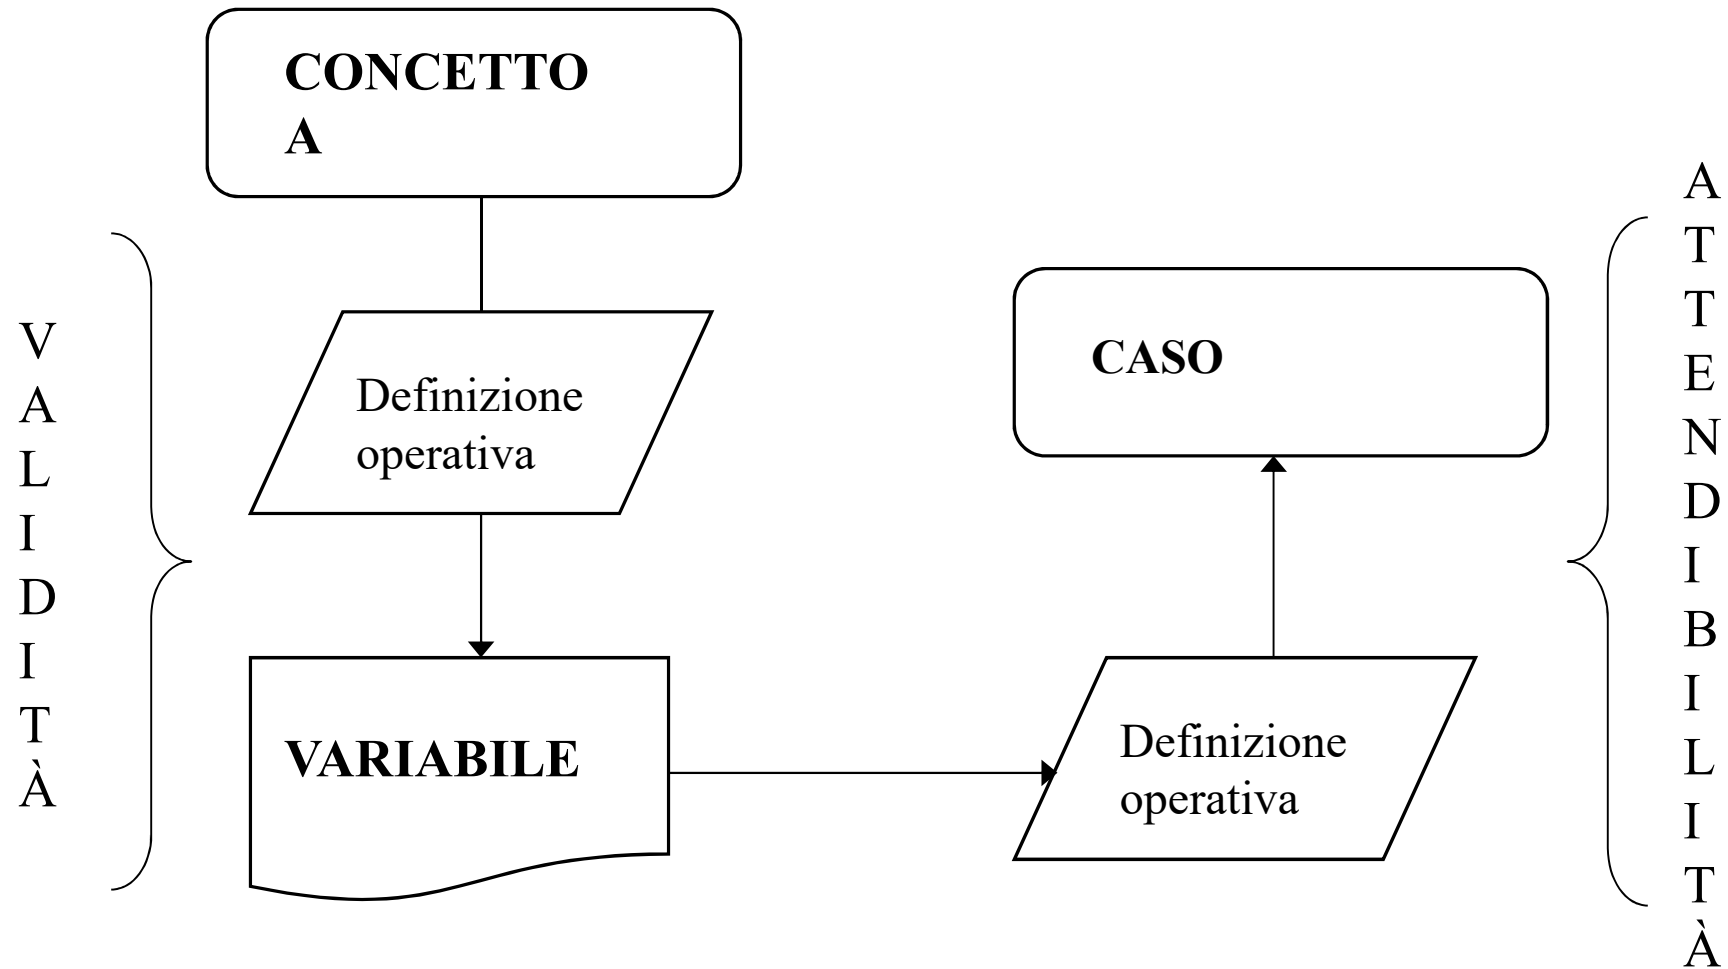 CONCETTO
A
Definizione
operativa
VARIABILE
CASO
Definizione
operativa
V
A
L
I
D
I
T
À
A
T
T
E
N
D
I
B
I
L
I
T
À